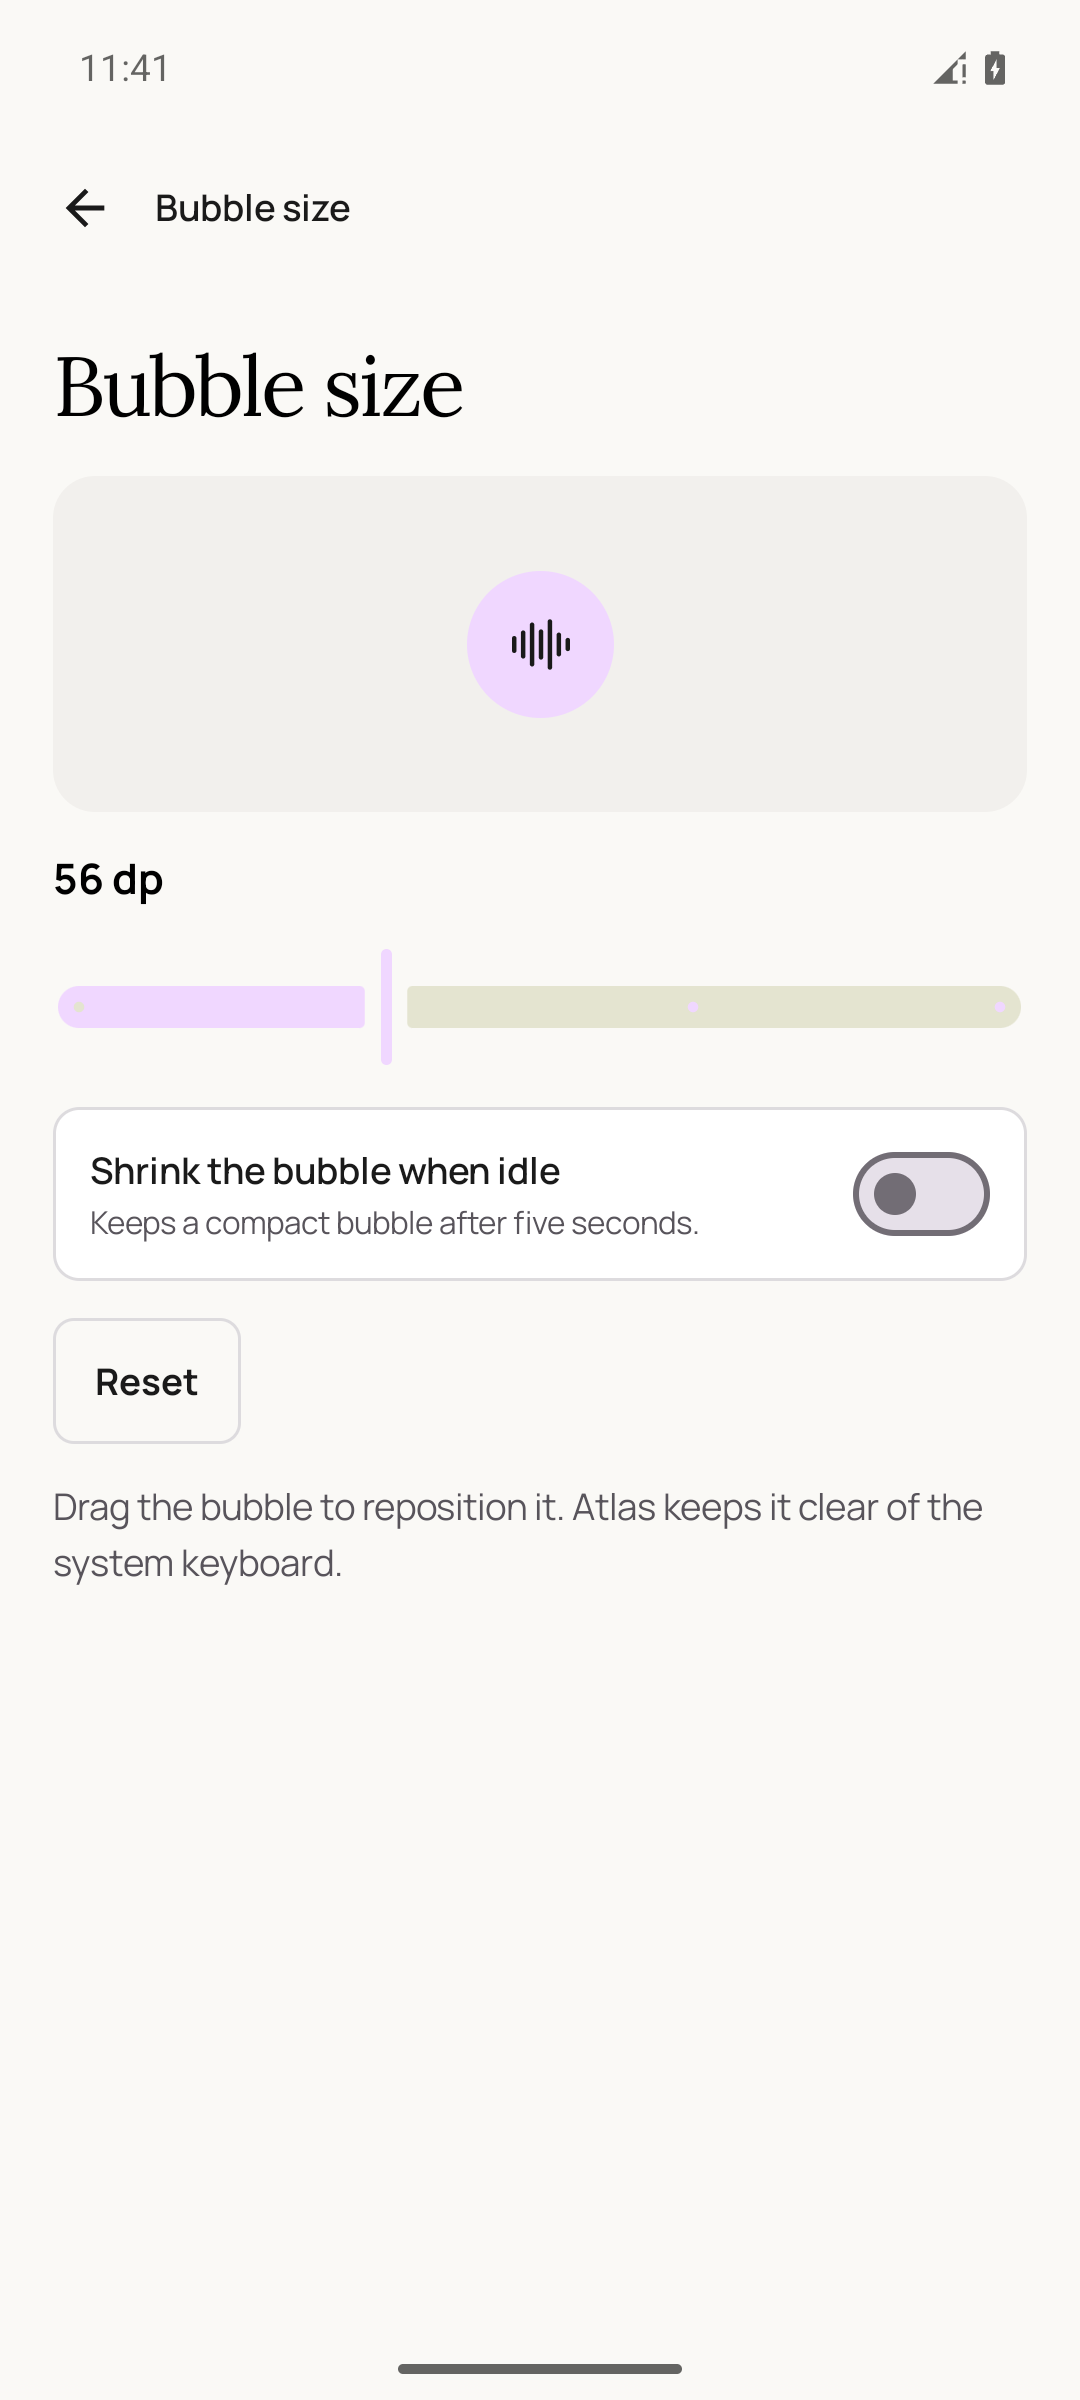 11:41
Bubble size
Bubble size
56 dp
Shrink the bubble when idle
Keeps a compact bubble after five seconds.
Reset
Drag the bubble to reposition it. Atlas keeps it clear of the
system keyboard.